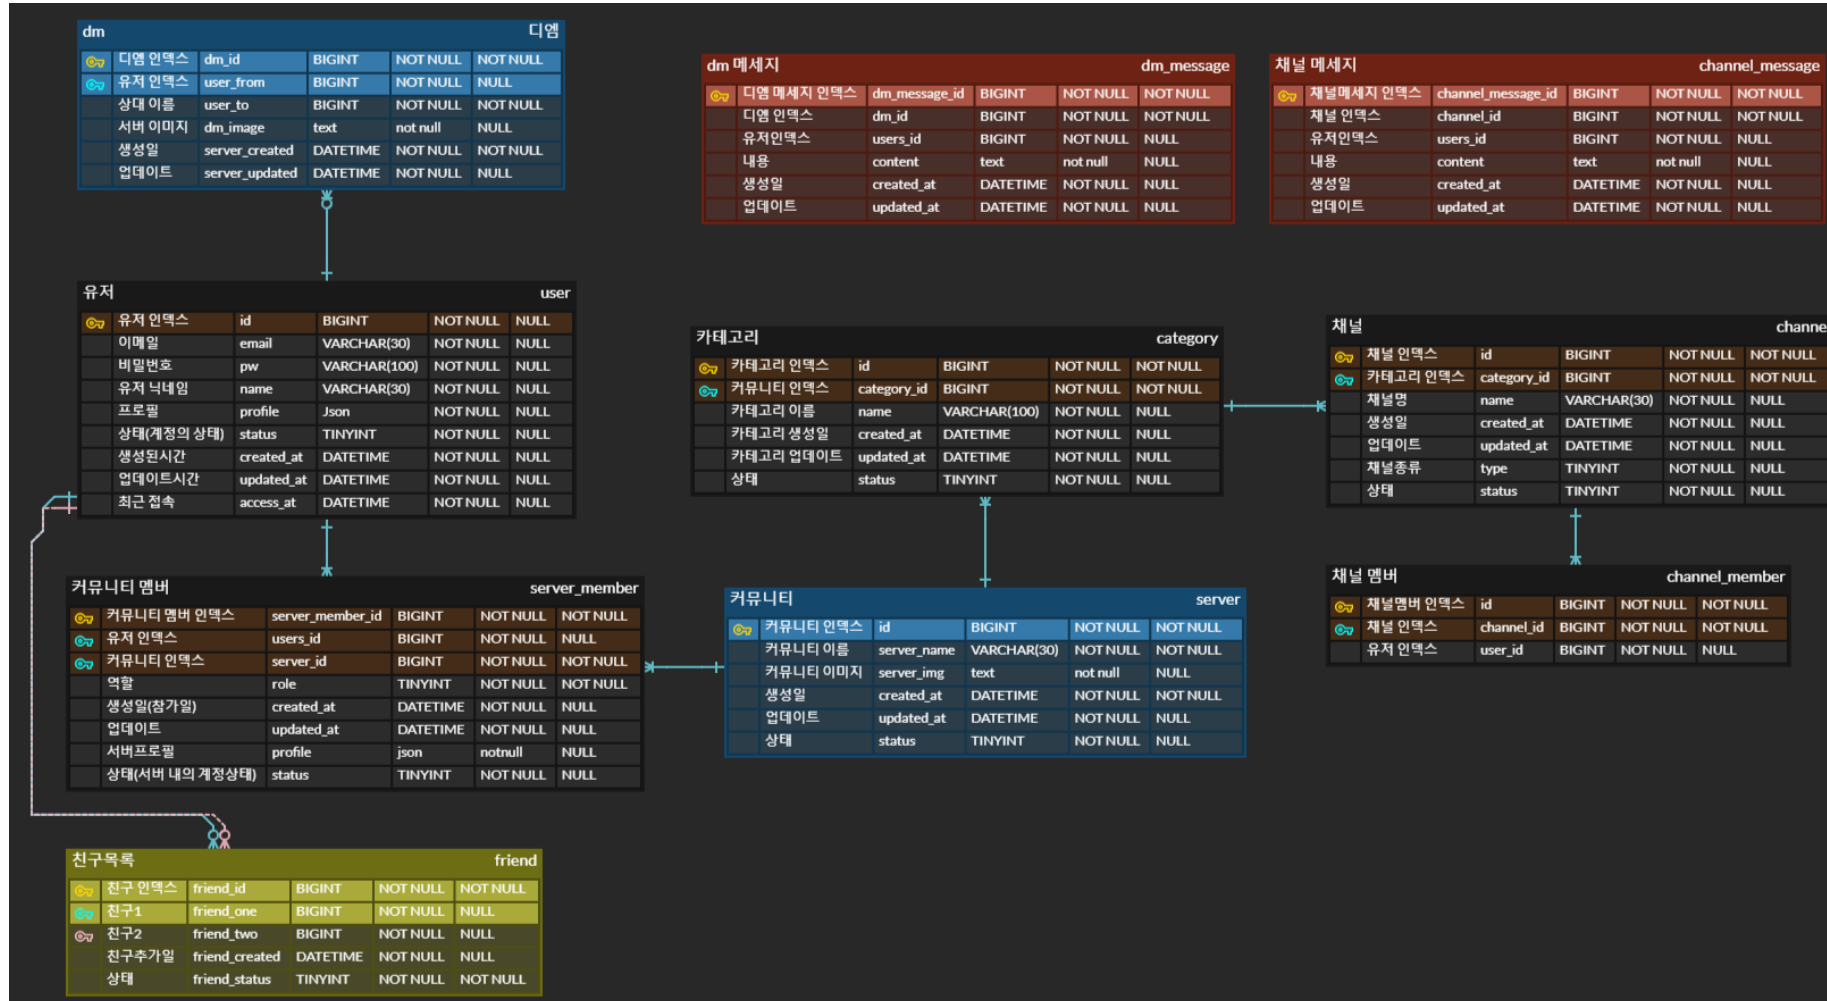 dm 디엠
디엠 인덱스 dm_id BIGINT NOT NULL NOT NULL
유저 인덱스 user_from BIGINT NOT NULL NULL
상대 이름 user_to BIGINT NOT NULL NOT NULL
서버 이미지 dm_image text not null NULL
생성일 server_created DATETIME NOT NULL NOT NULL
업데이트 server_updated DATETIME NOT NULL NULL
dm 메세지 dm_message
디엠 메세지 인덱스 dm_message_id BIGINT NOT NULL NOT NULL
디엠 인덱스 dm_id BIGINT NOT NULL NOT NULL
유저인덱스 users_id BIGINT NOT NULL NULL
내용 content text not null NULL
생성일 created_at DATETIME NOT NULL NULL
업데이트 updated_at DATETIME NOT NULL NULL
채널 메세지 channel_message
채널메세지 인덱스 channel_message_id BIGINT NOT NULL NOT NULL
채널 인덱스 channel_id BIGINT NOT NULL NOT NULL
유저인덱스 users_id BIGINT NOT NULL NULL
내용 content text not null NULL
생성일 created_at DATETIME NOT NULL NULL
업데이트 updated_at DATETIME NOT NULL NULL
유저 user
유저 인덱스 id BIGINT NOT NULL NULL
이메일 email VARCHAR(30) NOT NULL NULL
비밀번호 pw VARCHAR(100) NOT NULL NULL
유저 닉네임 name VARCHAR(30) NOT NULL NULL
프로필 profile Json NOT NULL NULL
상태(계정의 상태) status TINYINT NOT NULL NULL
생성된시간 created_at DATETIME NOT NULL NULL
업데이트시간 updated_at DATETIME NOT NULL NULL
최근 접속 access_at DATETIME NOT NULL NULL
카테고리 category
카테고리 인덱스 id BIGINT NOT NULL NOT NULL
커뮤니티 인덱스 category_id BIGINT NOT NULL NOT NULL
카테고리 이름 name VARCHAR(100) NOT NULL NULL
카테고리 생성일 created_at DATETIME NOT NULL NULL
카테고리 업데이트 updated_at DATETIME NOT NULL NULL
상태 status TINYINT NOT NULL NULL
채널 channe
채널 인덱스 id BIGINT NOT NULL NOT NULL
카테고리 인덱스 category_id BIGINT NOT NULL NOT NULL
채널명 name VARCHAR(30) NOT NULL NULL
생성일 created_at DATETIME NOT NULL NULL
업데이트 updated_at DATETIME NOT NULL NULL
채널종류 type TINYINT NOT NULL NULL
상태 status TINYINT NOT NULL NULL
커뮤니티 멤버 server_member
커뮤니티 멤버 인덱스 server_member_id BIGINT NOT NULL NOT NULL
유저 인덱스 users_id BIGINT NOT NULL NULL
커뮤니티 인덱스 server_id BIGINT NOT NULL NOT NULL
역할 role TINYINT NOT NULL NOT NULL
생성일(참가일) created_at DATETIME NOT NULL NULL
업데이트 updated_at DATETIME NOT NULL NULL
서버프로필 profile json notnull NULL
상태(서버 내의 계정상태) status TINYINT NOT NULL NULL
커뮤니티 server
커뮤니티 인덱스 id BIGINT NOT NULL NOT NULL
커뮤니티 이름 server_name VARCHAR(30) NOT NULL NOT NULL
커뮤니티 이미지 server_img text not null NULL
생성일 created_at DATETIME NOT NULL NOT NULL
업데이트 updated_at DATETIME NOT NULL NULL
상태 status TINYINT NOT NULL NULL
채널 멤버 channel_member
채널멤버 인덱스 id BIGINT NOT NULL NOT NULL
채널 인덱스 channel_id BIGINT NOT NULL NOT NULL
유저 인덱스 user_id BIGINT NOT NULL NULL
친구목록 friend
친구 인덱스 friend_id BIGINT NOT NULL NOT NULL
친구1 friend_one BIGINT NOT NULL NULL
친구2 friend_two BIGINT NOT NULL NULL
친구추가일 friend_created DATETIME NOT NULL NULL
상태 friend_status TINYINT NOT NULL NOT NULL